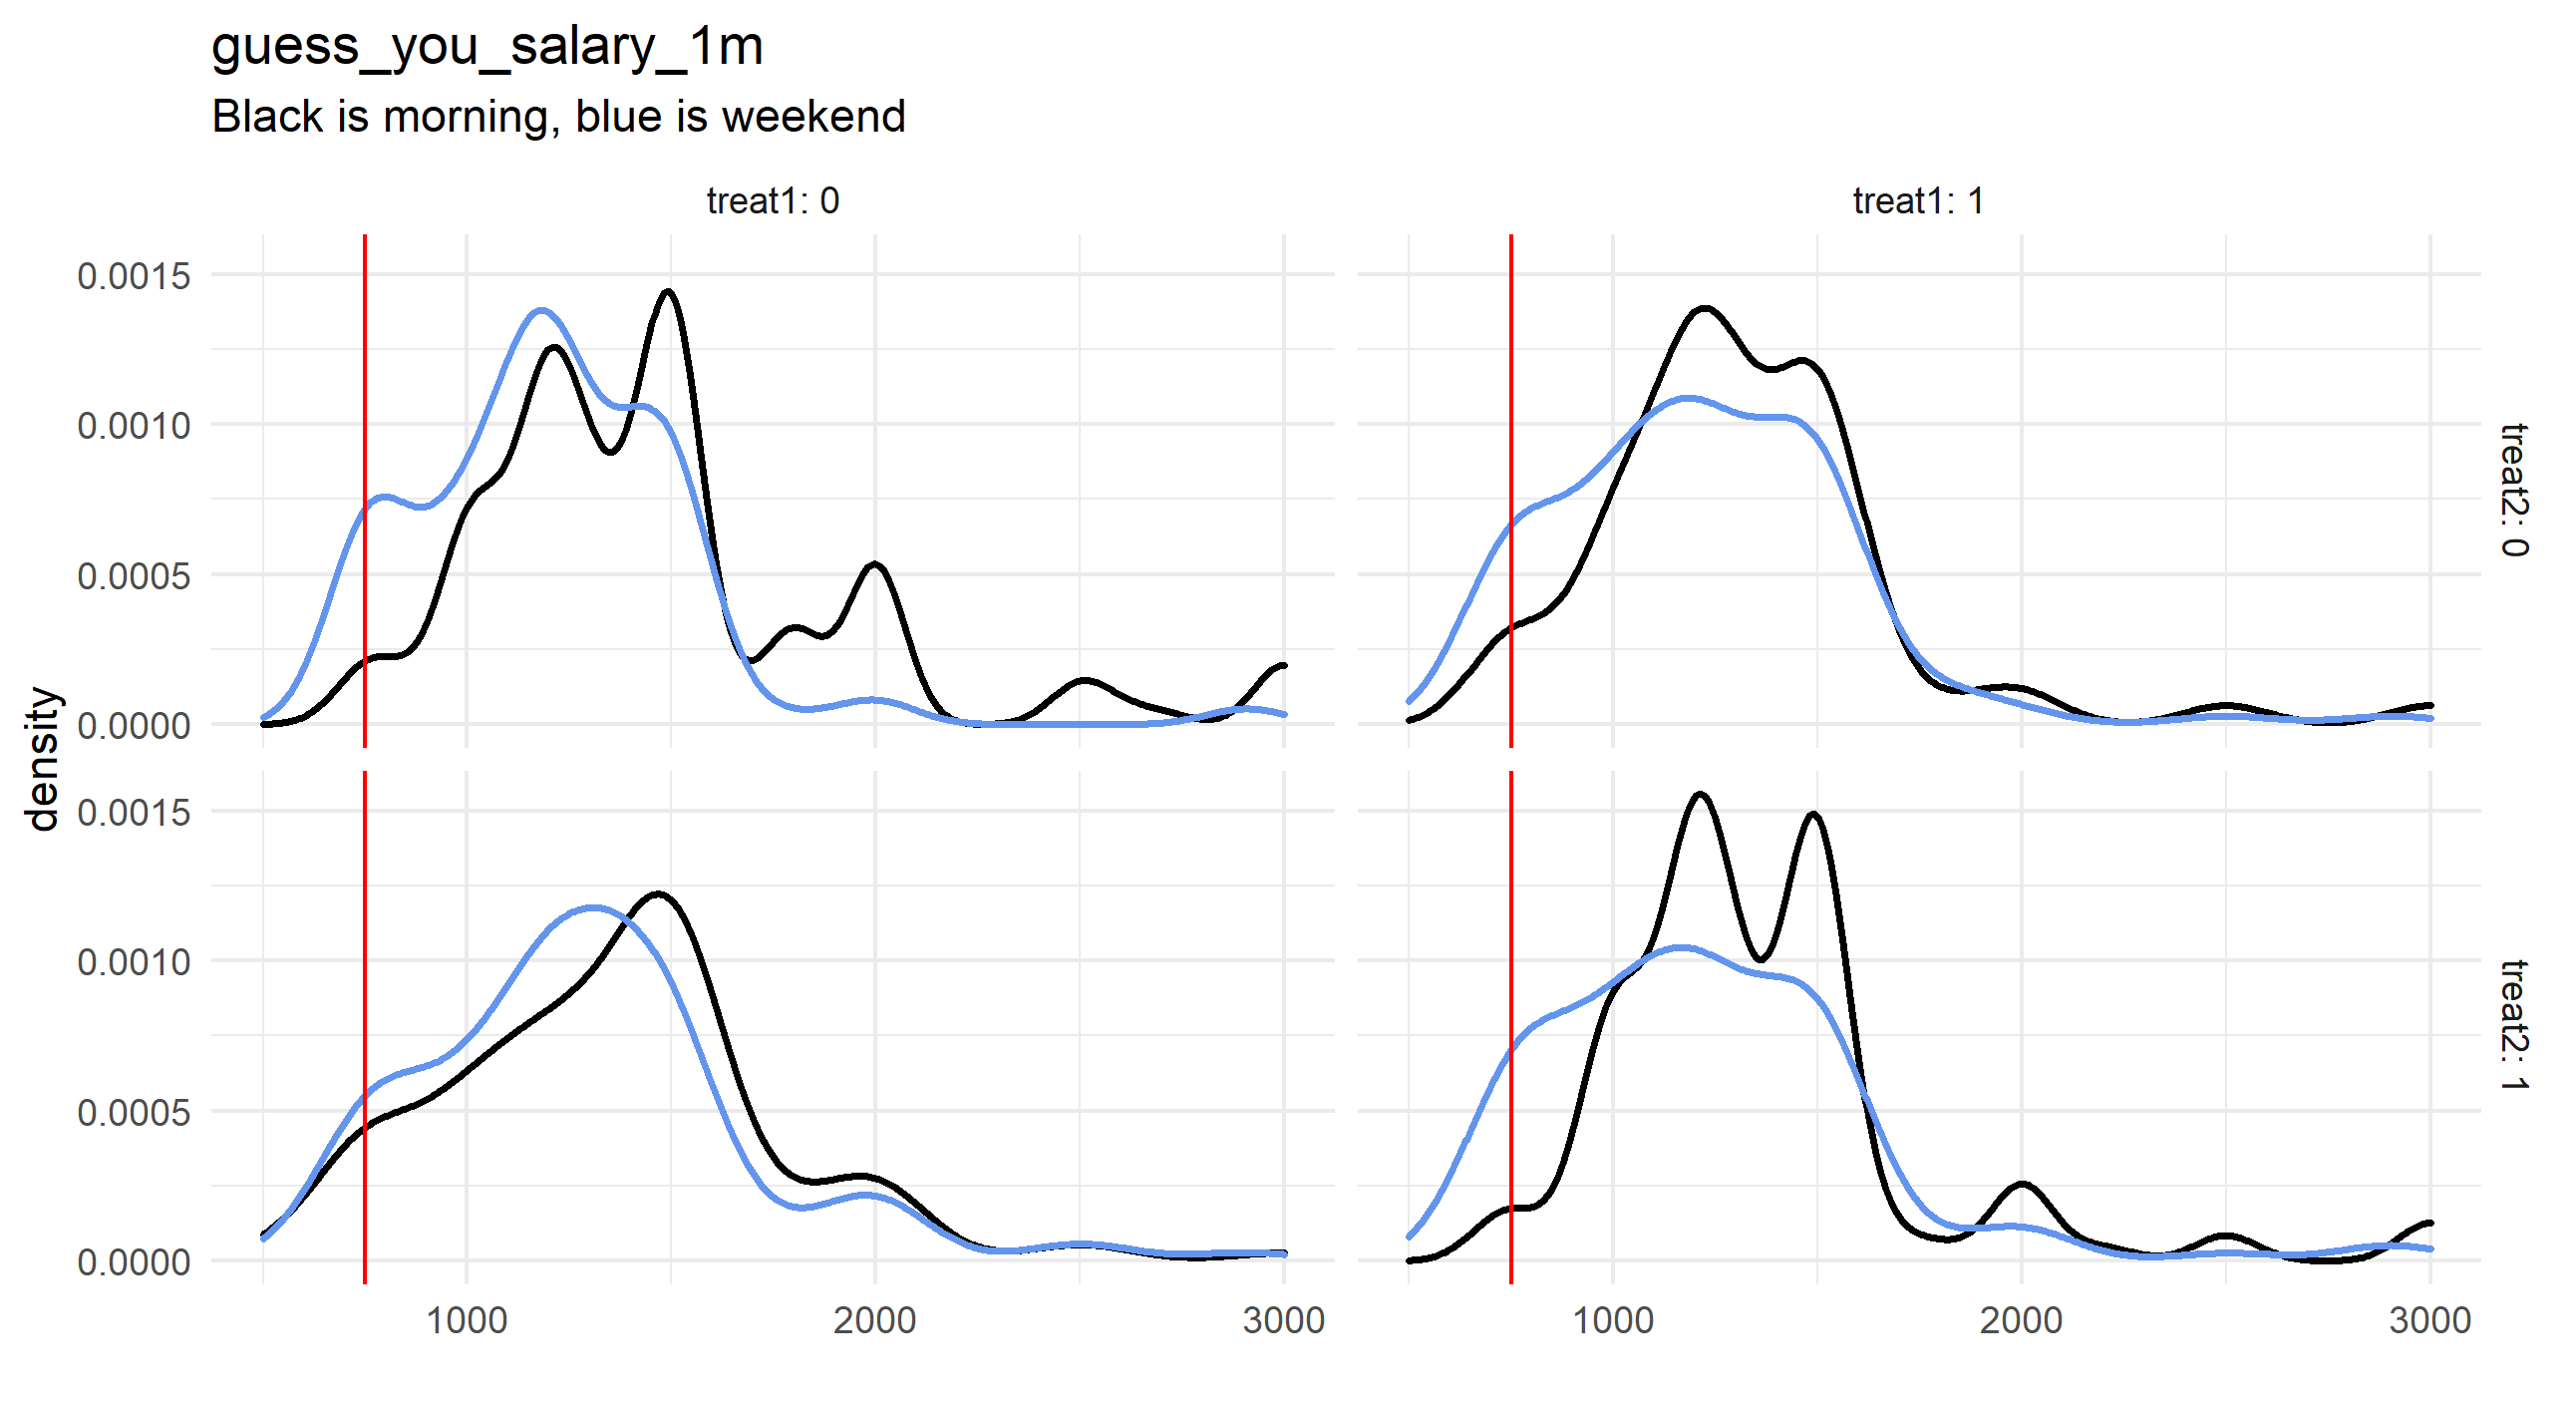 guess_you_salary_1m
Black is morning, blue is weekend
treat1: 0
treat1: 1
0.0015
0.0010
0.0005
0.0000
treat2: 0
density
0.0015
0.0010
0.0005
0.0000
treat2: 1
1000
2000
3000
1000
2000
3000